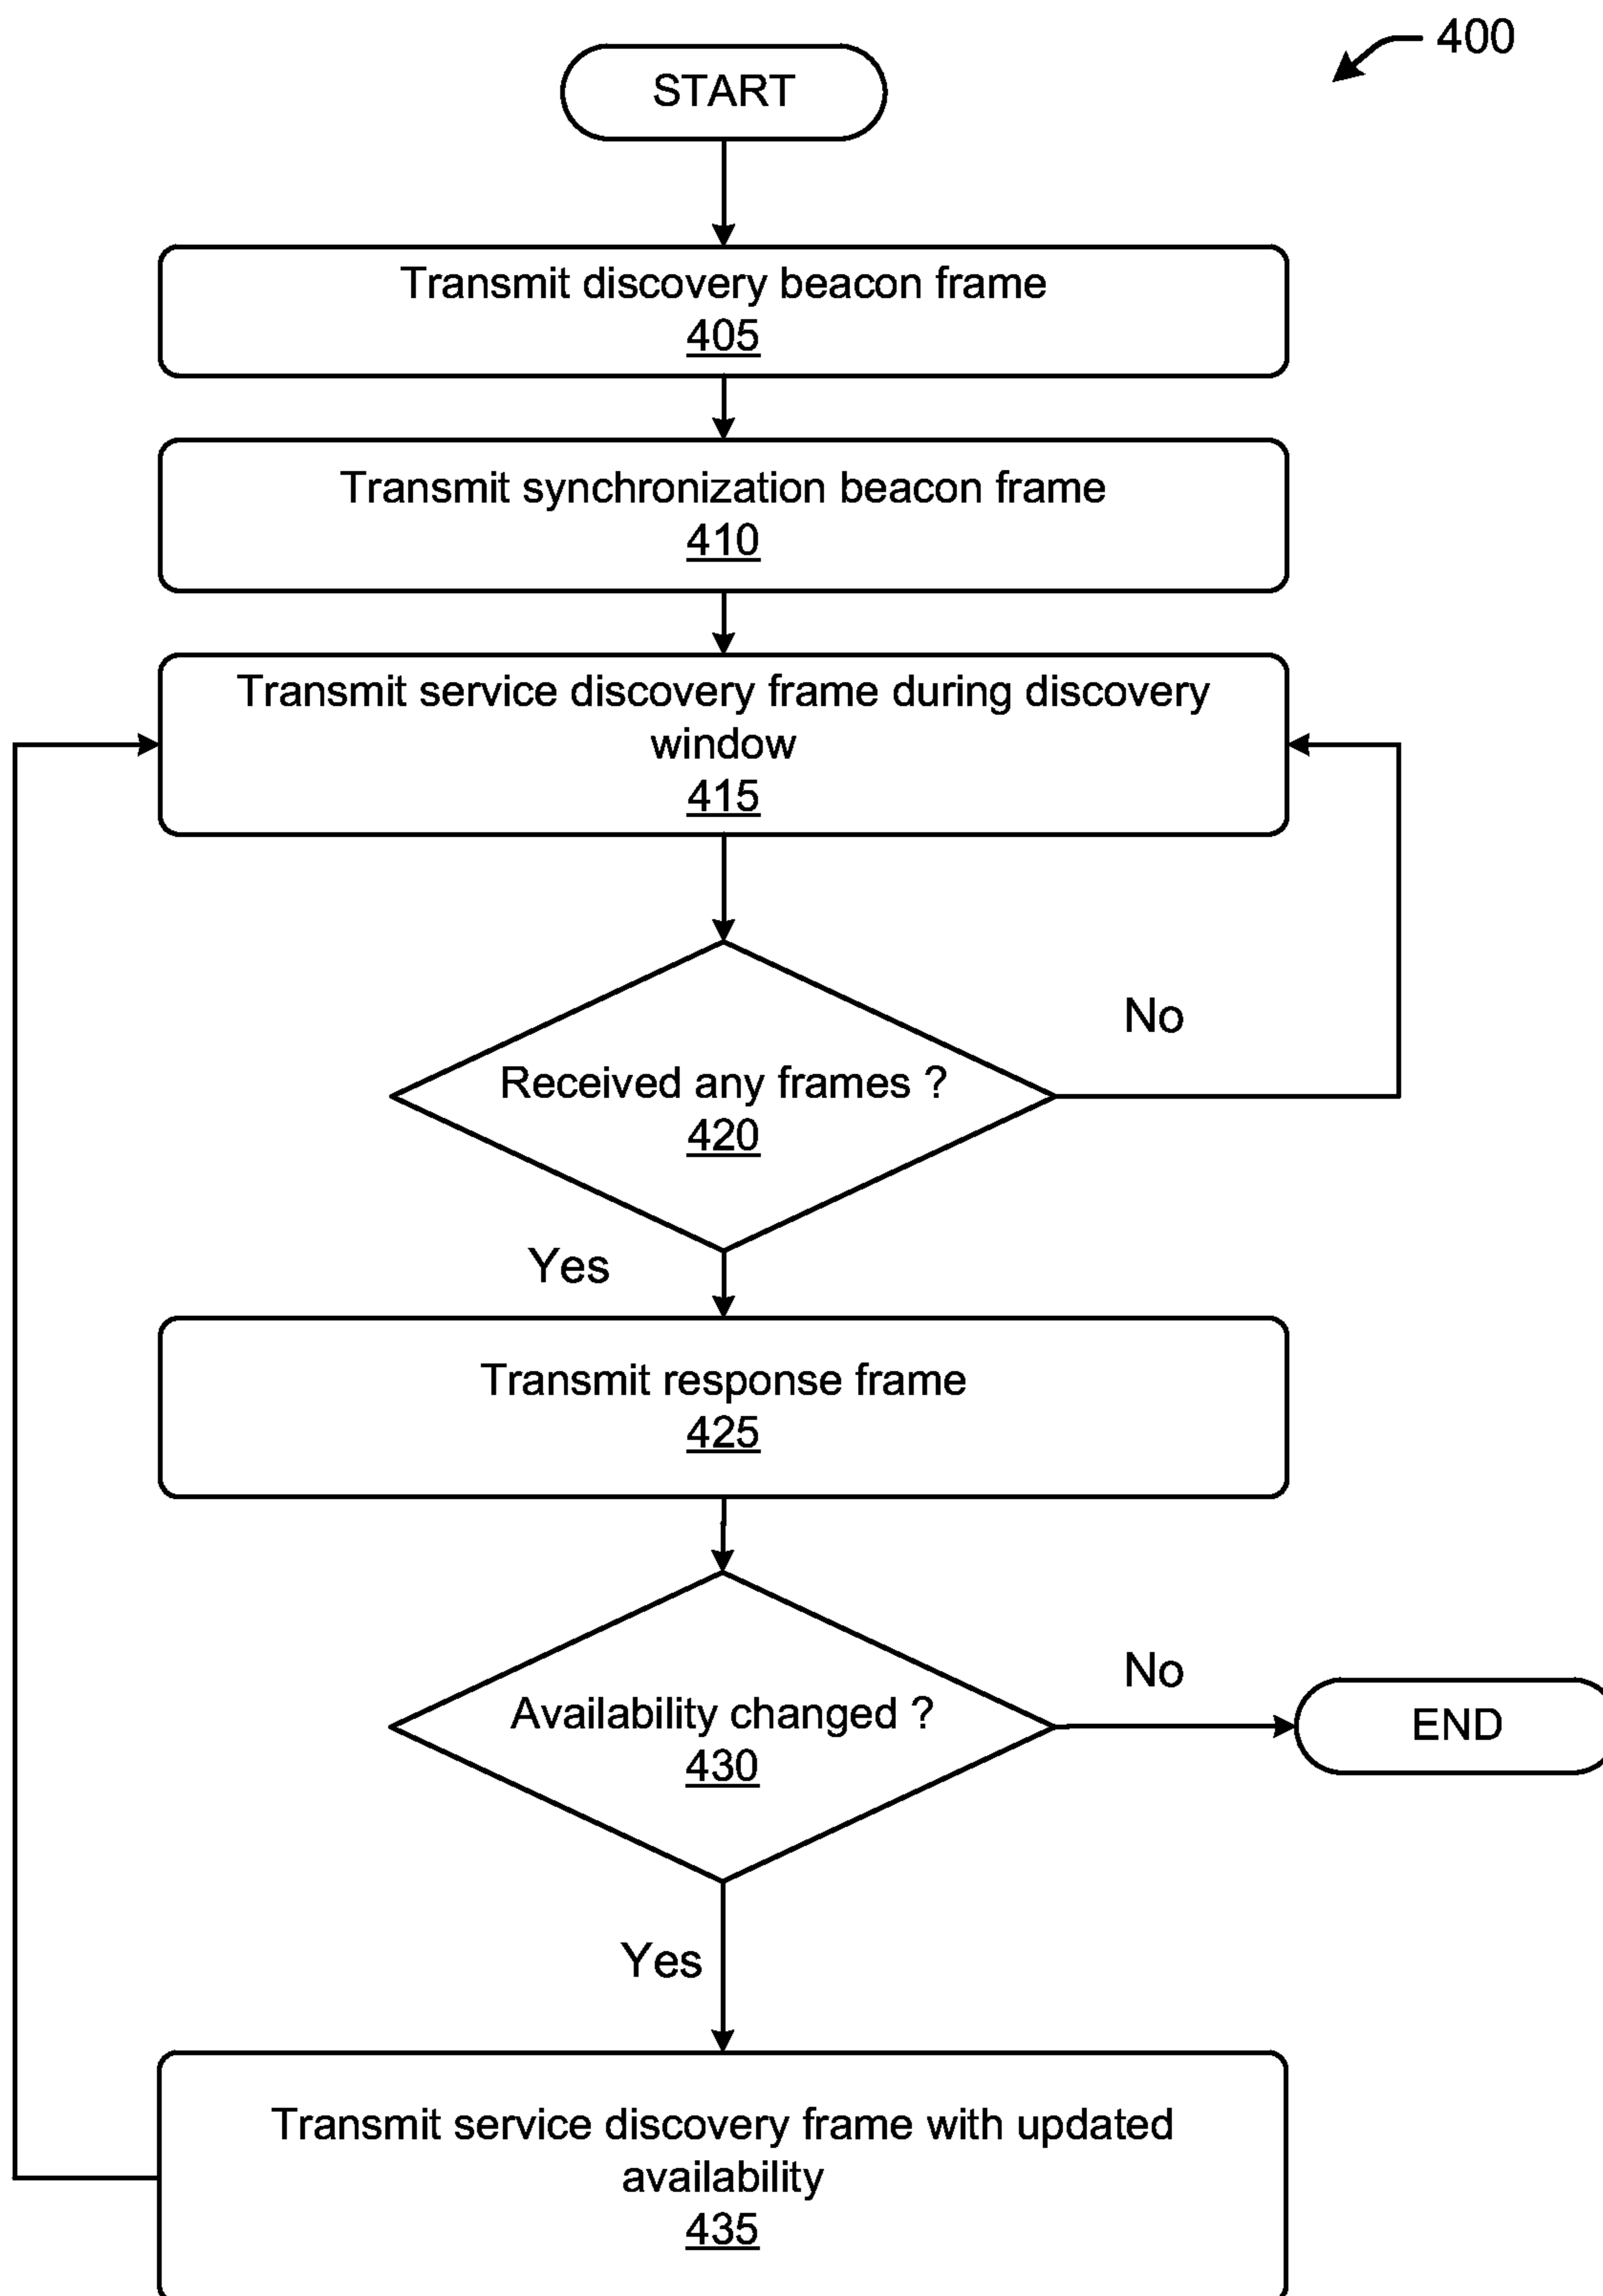 400
START
Transmit discovery beacon frame
405
Transmit synchronization beacon frame
410
Transmit service discovery frame during discovery
window
415
No
Received any frames ?
420
Yes
Transmit response frame
425
No
Availability changed ?
430
END
Yes
Transmit service discovery frame with updated
availability
435